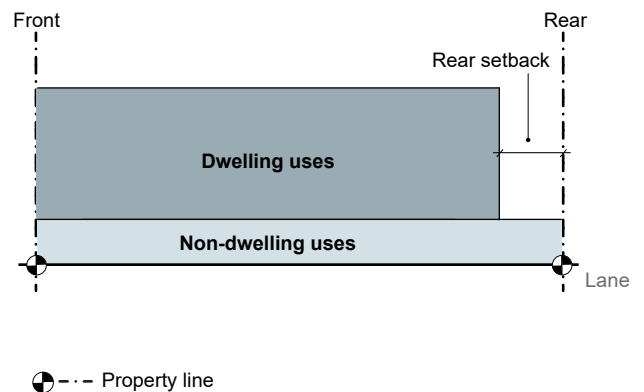 Front
Rear
Rear setback
Dwelling uses
Non-dwelling uses
Lane
Property line